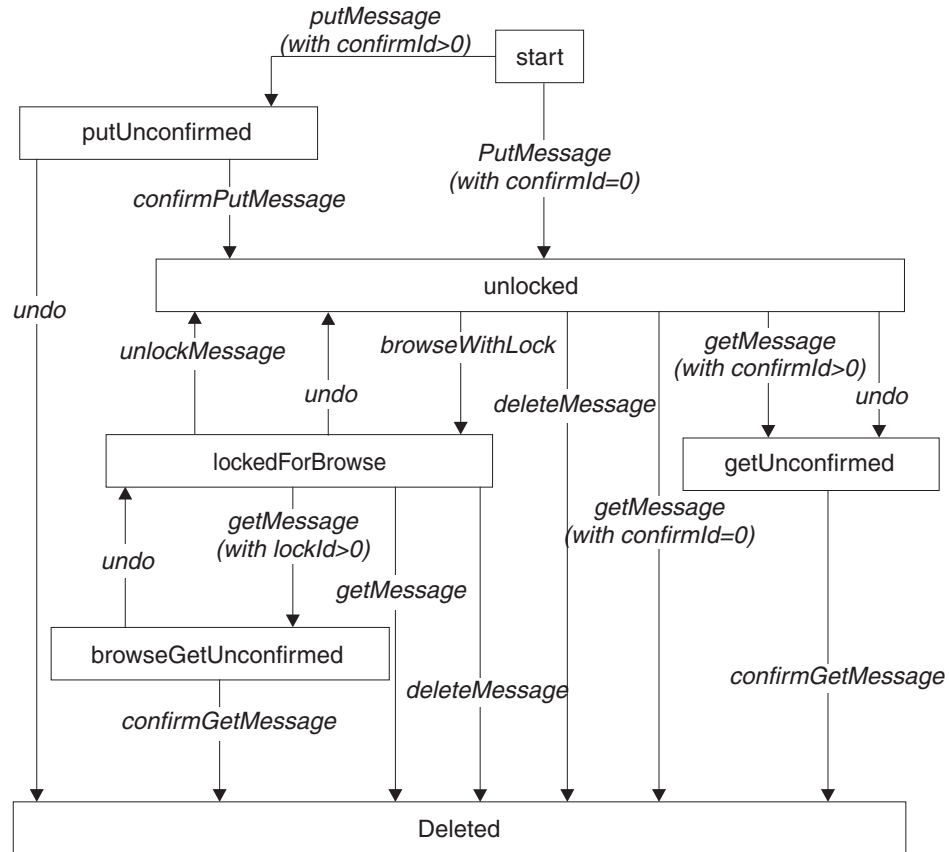 putMessage
(with confirmId>0)
start
putUnconfirmed
PutMessage
(with confirmId=0)
confirmPutMessage
unlocked
undo
unlockMessage
browseWithLock
getMessage
(with confirmId>0)
undo
deleteMessage
undo
lockedForBrowse
getUnconfirmed
getMessage
(with lockId>0)
getMessage
(with confirmId=0)
undo
getMessage
browseGetUnconfirmed
confirmGetMessage
deleteMessage
confirmGetMessage
Deleted